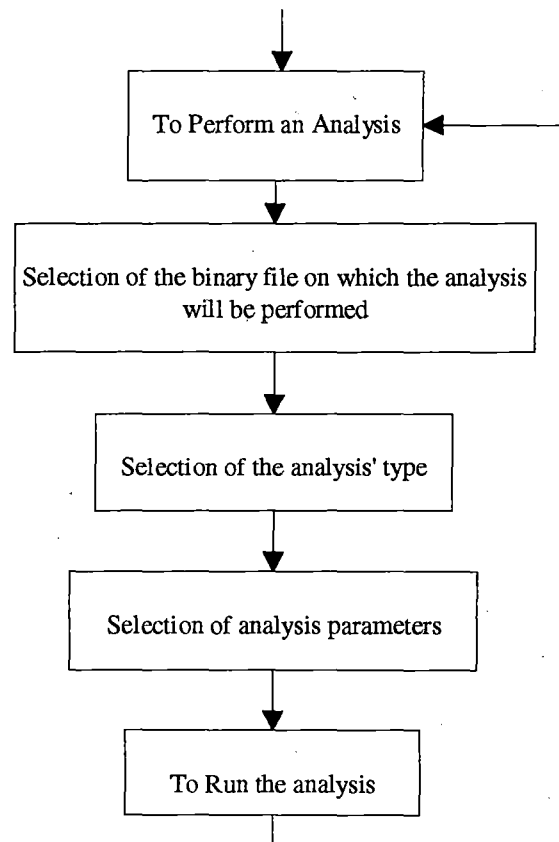 To Perform an Analysis
Selection of the binary file on which the analysis
will be performed
Selection of the analysis' type
Selection of analysis parameters
To Run the analysis